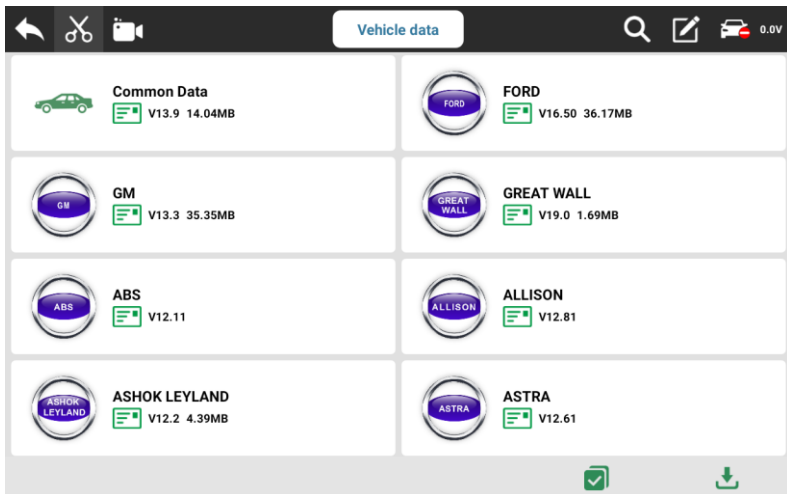 Vehicle data
0.0V
Common Data
V13.9 14.04MB
FORD
FORD
V16.50 36.17MB
GM
GM
V13.3 35.35MB
GREAT
WALL
GREAT WALL
V19.0 1.69MB
ABS
ABS
V12.11
ALLISON
ALLISON
V12.81
ASHOK
LEYLAND
ASHOK LEYLAND
V12.2 4.39MB
ASTRA
ASTRA
V12.61